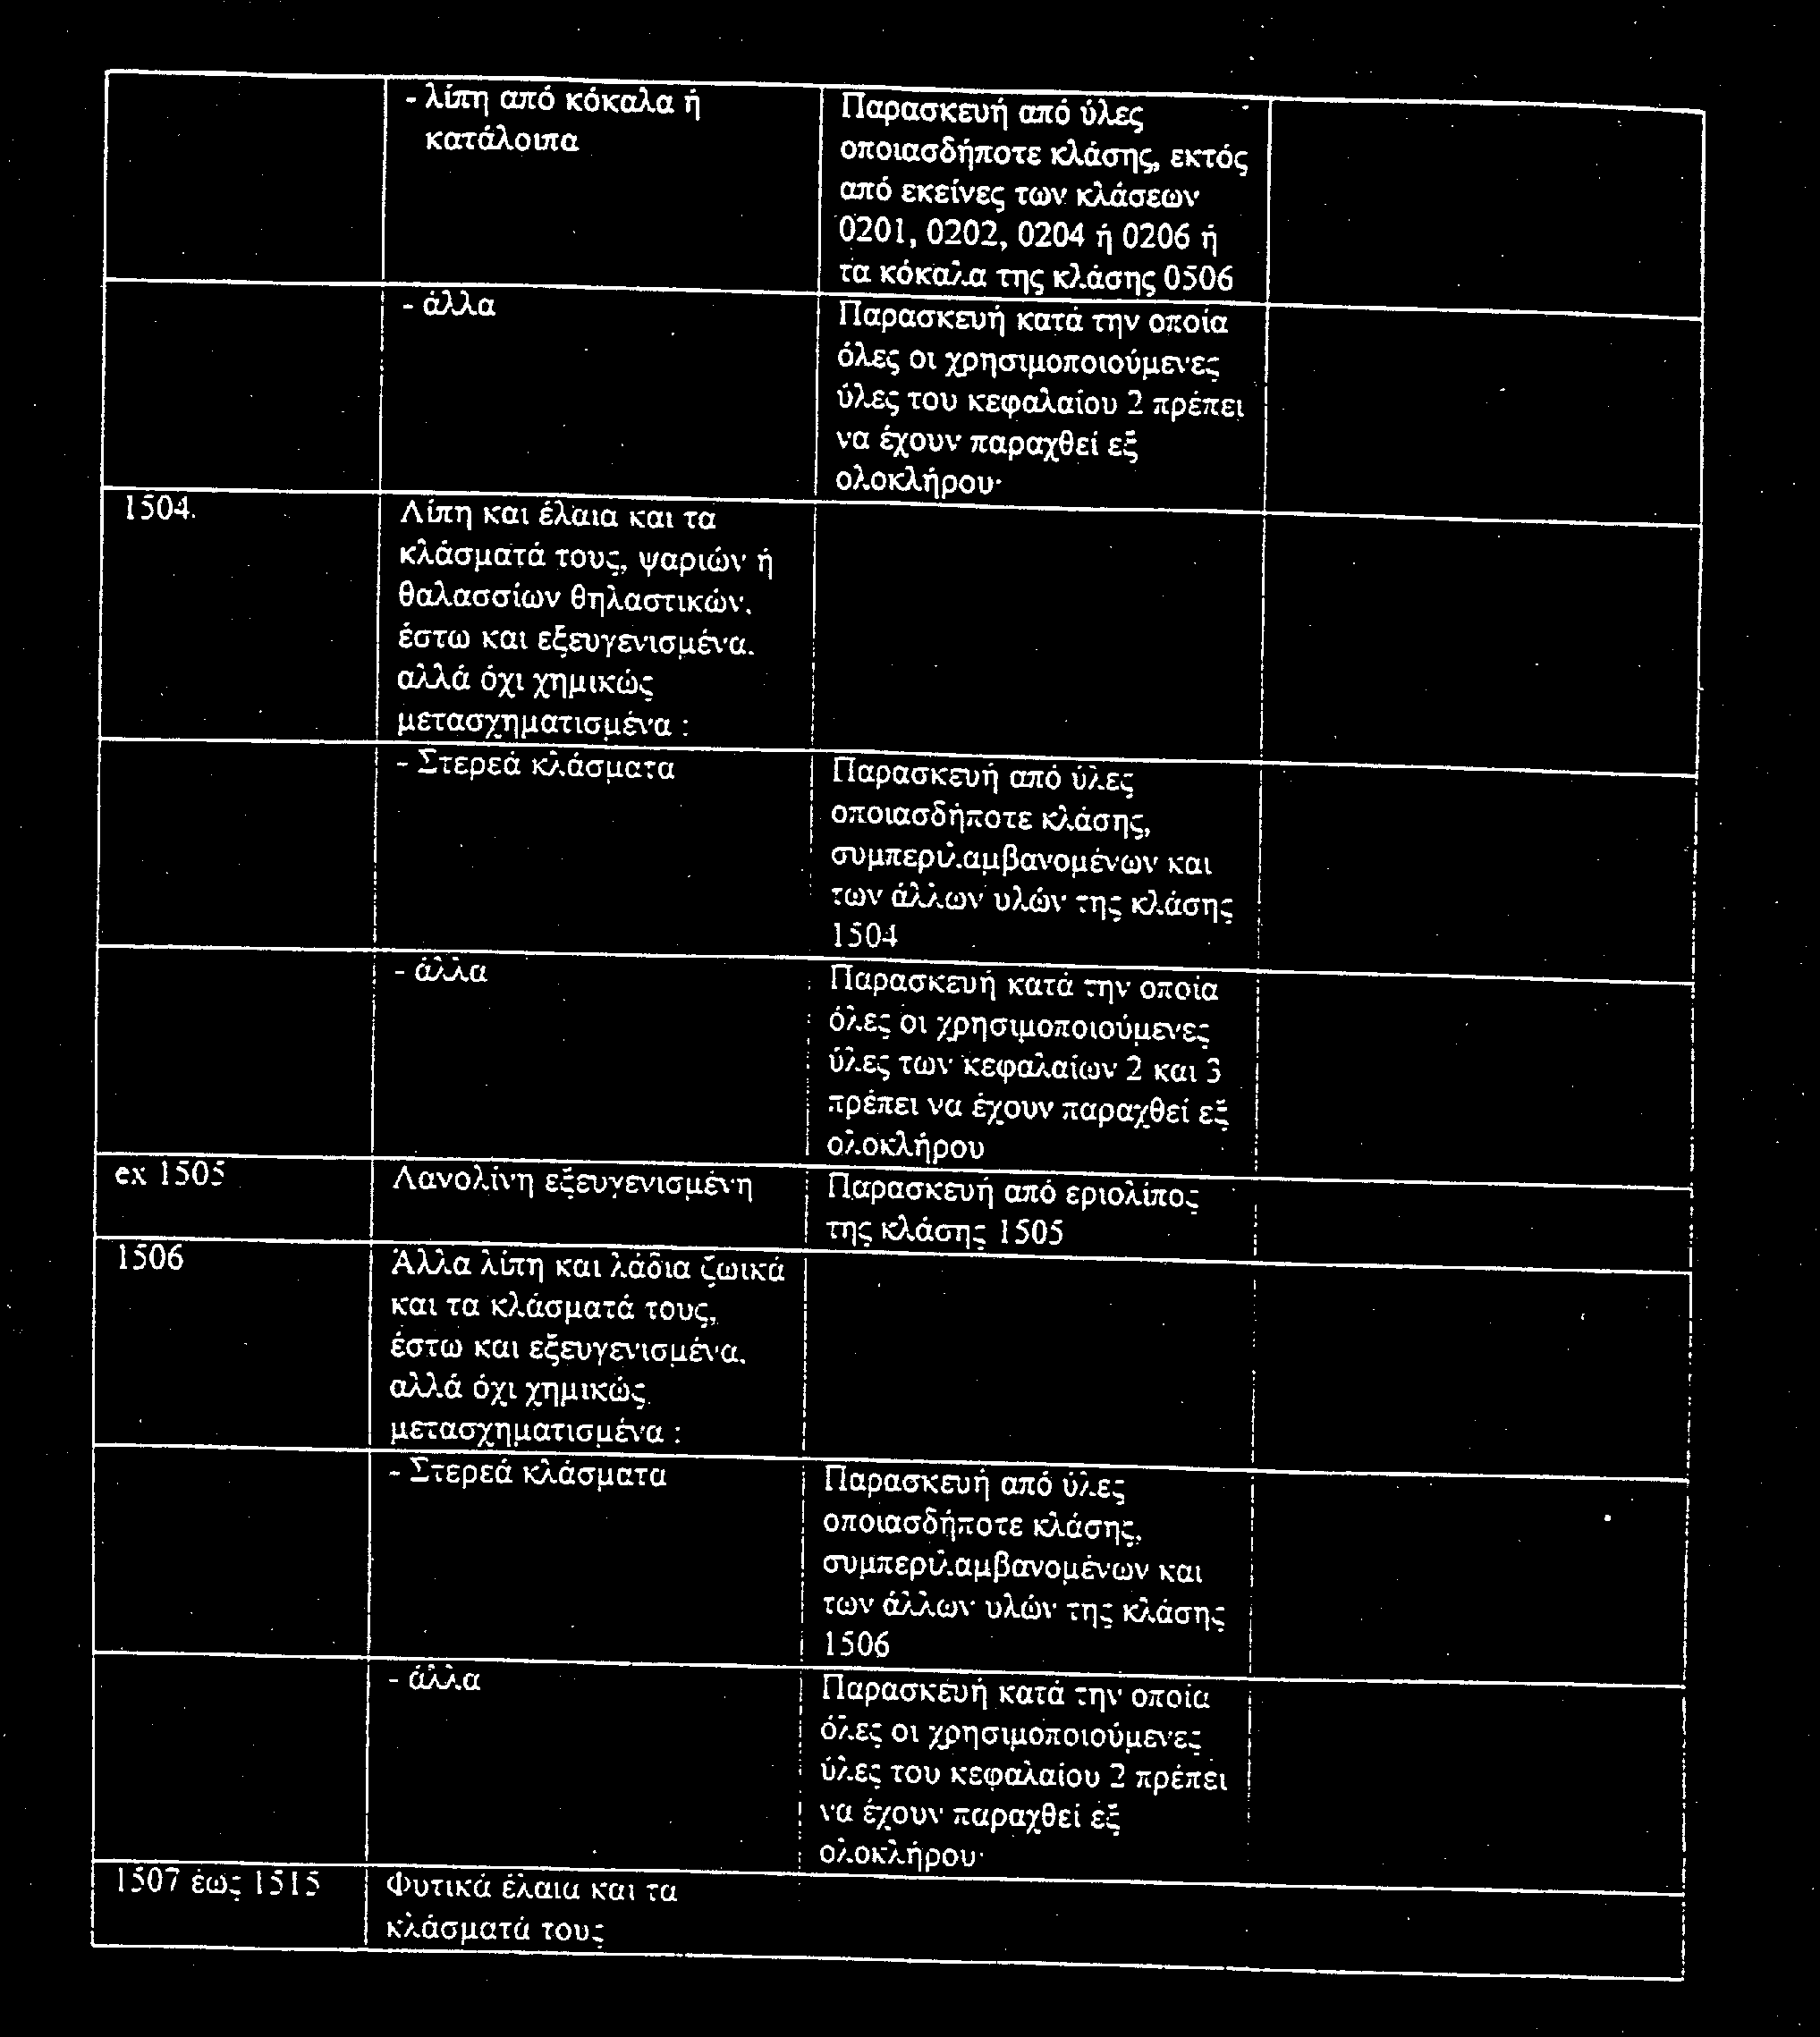 - λίπη από κόκαλα ή
κατάλοιπα
Παρασκευή από ύλες
οποιασδήποτε κλάσης, εκτός
από εκείνες των κλάσεων
0201, 0202, 0204 ή 0206 ή
τα κόκαλα της κλάσης 0506
- άλλα
Παρασκευή κατά την οποία
όλες οι χρησιμοποιούμενες
ύλες του κεφαλαίου 2 πρέπει
να έχουν παραχθεί εξ
ολοκλήρου·
1504.
Λίπη και έλαια και τα
κλάσματά τους, ψαριών ή
θαλασσίων θηλαστικών,
έστω και εξευγενισμένα,
αλλά όχι χημικώς
μετασχηματισμένα :
- Στερεά κλάσματα
Παρασκευή από ύλες
οποιασδήποτε κλάσης,
συμπεριλαμβανομένων και
των άλλων υλών της κλάσης
1504
- άλλα
Παρασκευή κατά την οποία
όλες οι χρησιμοποιούμενες
ύλες των κεφαλαίων 2 και 3
πρέπει να έχουν παραχθεί εξ
ολοκλήρου
ex 1505
Λανολίνη εξευγενισμένη
Παρασκευή από εριολίπος
της κλάσης 1505
1506
Άλλα λίπη και λάδια ζωικά
και τα κλάσματά τους,
έστω και εξευγενισμένα,
αλλά όχι χημικώς
μετασχηματισμένα :
- Στερεά κλάσματα
Παρασκευή από ύλες
οποιασδήποτε κλάσης,
συμπεριλαμβανομένων και
των άλλων υλών της κλάσης
1506
- άλλα
Παρασκευή κατά την οποία
όλες οι χρησιμοποιούμενες
ύλες του κεφαλαίου 2 πρέπει
να έχουν παραχθεί εξ
ολοκλήρου·
1507 έως 1515
Φυτικά έλαια και τα
κλάσματά τους